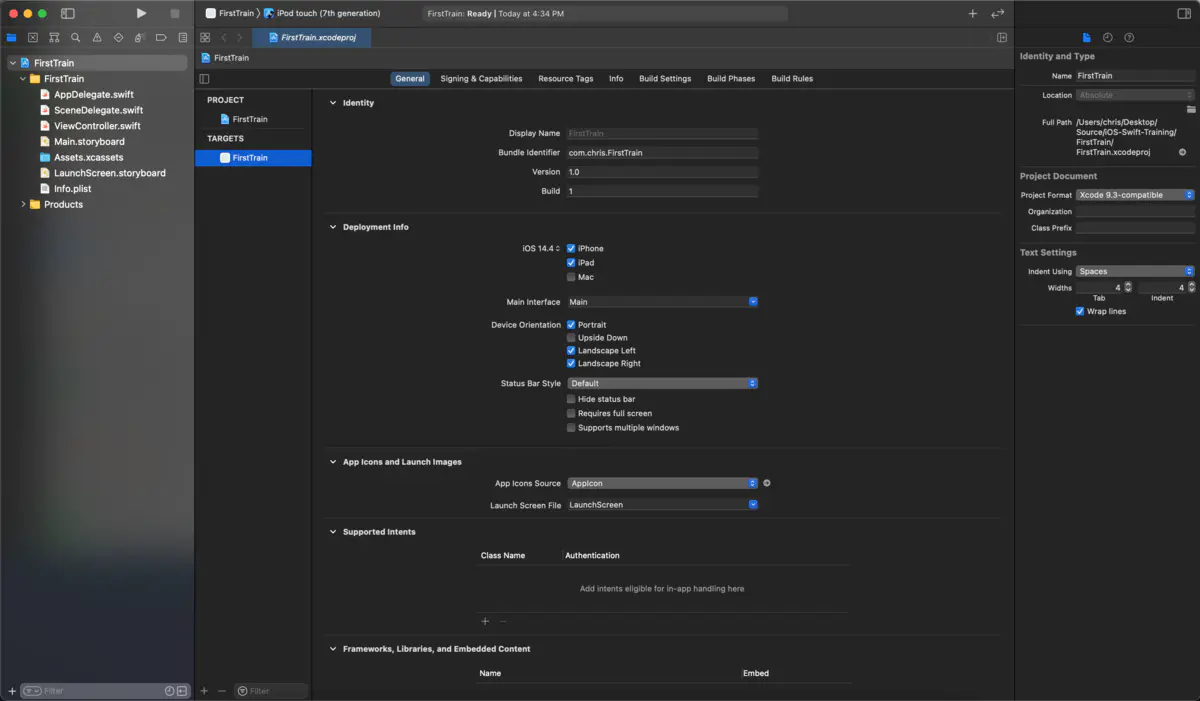 FirstTrain
iPod touch (7th generation)
FirstTrain: Ready | Today at 4:34 PM
FirstTrain.xcodeproj
FirstTrain
FirstTrain
FirstTrain
AppDelegate.swift
SceneDelegate.swift
ViewController.swift
Main.storyboard
Assets.xcassets
LaunchScreen.storyboard
Info.plist
Products
Filter
General
Signing & Capabilities
Resource Tags
Info
Build Settings
Build Phases
Build Rules
PROJECT
FirstTrain
TARGETS
FirstTrain
Filter
Identity
Display Name FirstTrain
Bundle Identifier com.chris.FirstTrain
Version 1.0
Build 1
Deployment Info
iOS 14.4 iPhone
iPad
Mac
Main Interface Main
Device Orientation Portrait
Upside Down
Landscape Left
Landscape Right
Status Bar Style Default
Hide status bar
Requires full screen
Supports multiple windows
App Icons and Launch Images
App Icons Source AppIcon
Launch Screen File LaunchScreen
Supported Intents
Class Name Authentication
Add intents eligible for in-app handling here
Frameworks, Libraries, and Embedded Content
Name Embed
Identity and Type
Name FirstTrain
Location Absolute
Full Path /Users/chris/Desktop/
Source/iOS-Swift-Training/
FirstTrain/
FirstTrain.xcodeproj
Project Document
Project Format Xcode 9.3-compatible
Organization
Class Prefix
Text Settings
Indent Using Spaces
Widths 4 4
Tab Indent
Wrap lines